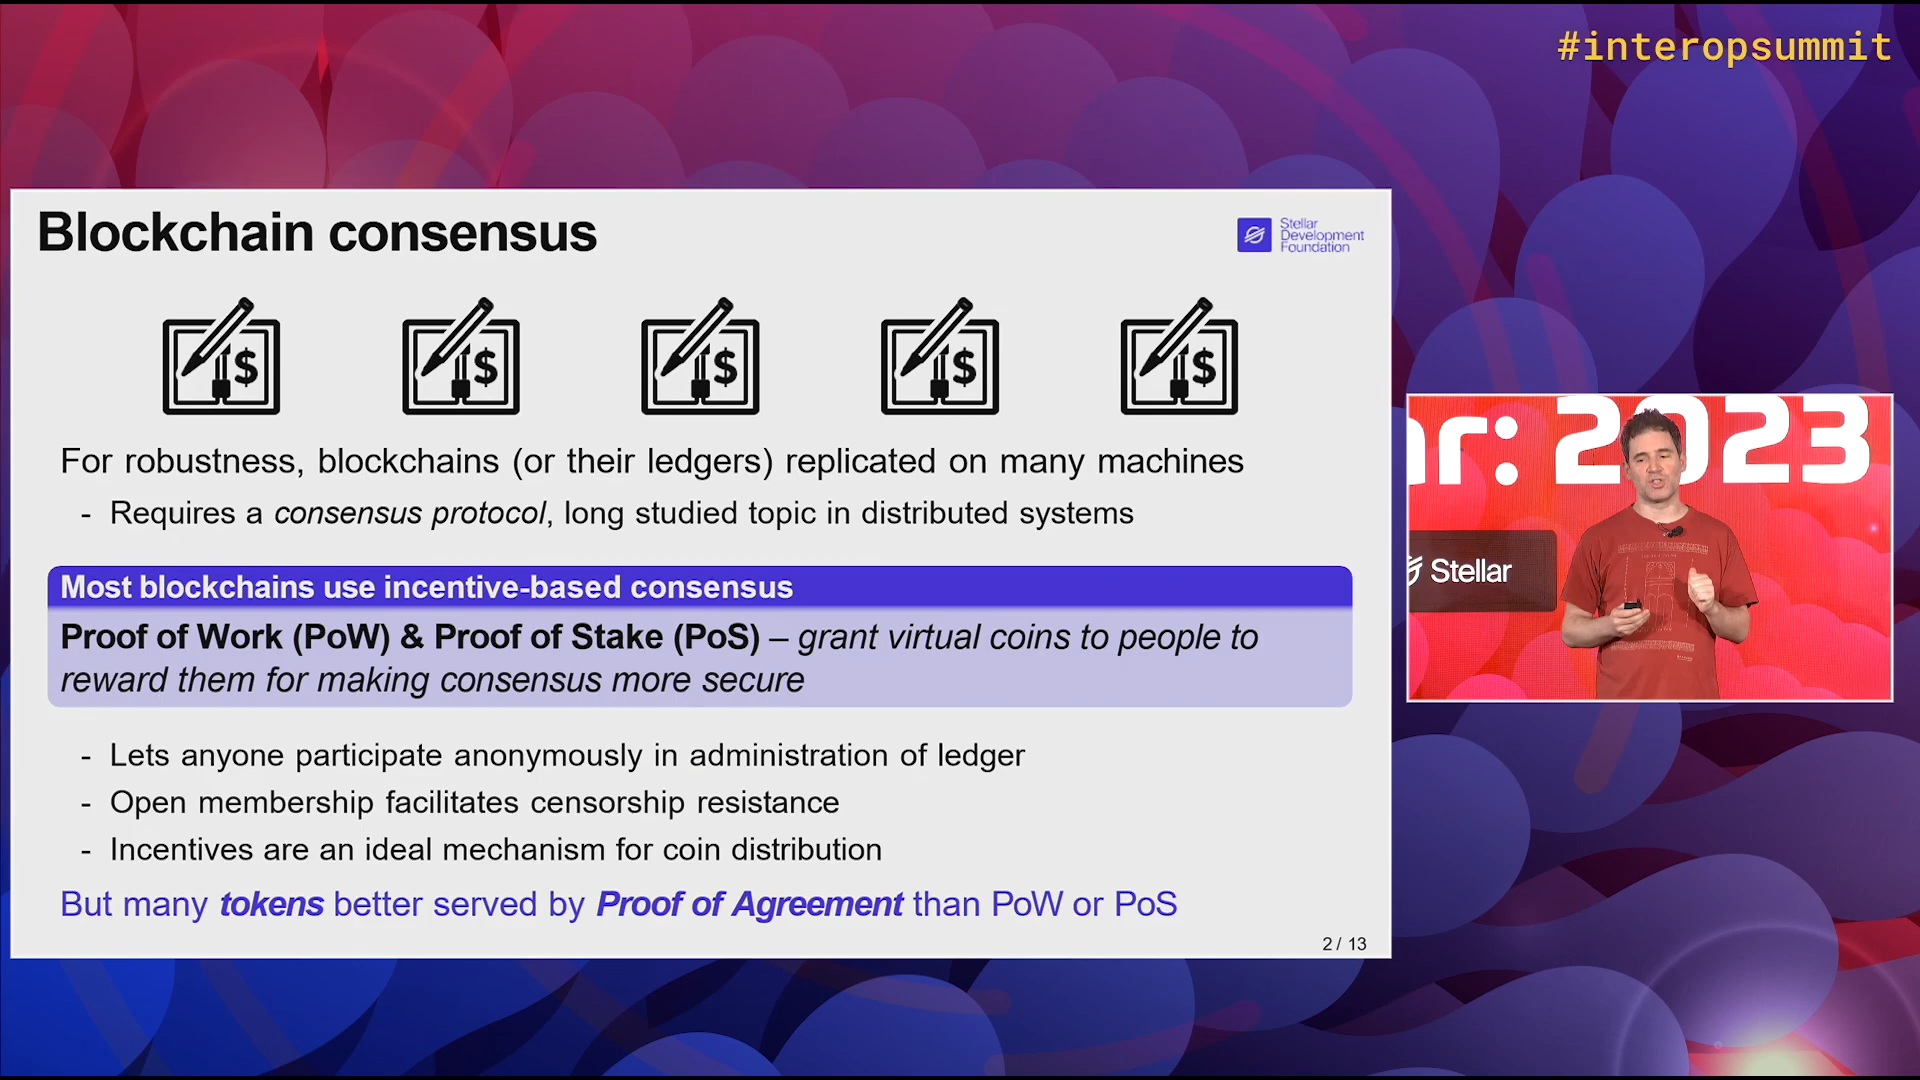 #interopsummit
Blockchain consensus
Stellar
Development
Foundation
$ $ $ $ $
For robustness, blockchains (or their ledgers) replicated on many machines
- Requires a consensus protocol, long studied topic in distributed systems
Most blockchains use incentive-based consensus
Proof of Work (PoW) & Proof of Stake (PoS) – grant virtual coins to people to
reward them for making consensus more secure
- Lets anyone participate anonymously in administration of ledger
- Open membership facilitates censorship resistance
- Incentives are an ideal mechanism for coin distribution
But many tokens better served by Proof of Agreement than PoW or PoS
2 / 13
ar: 2023
Stellar